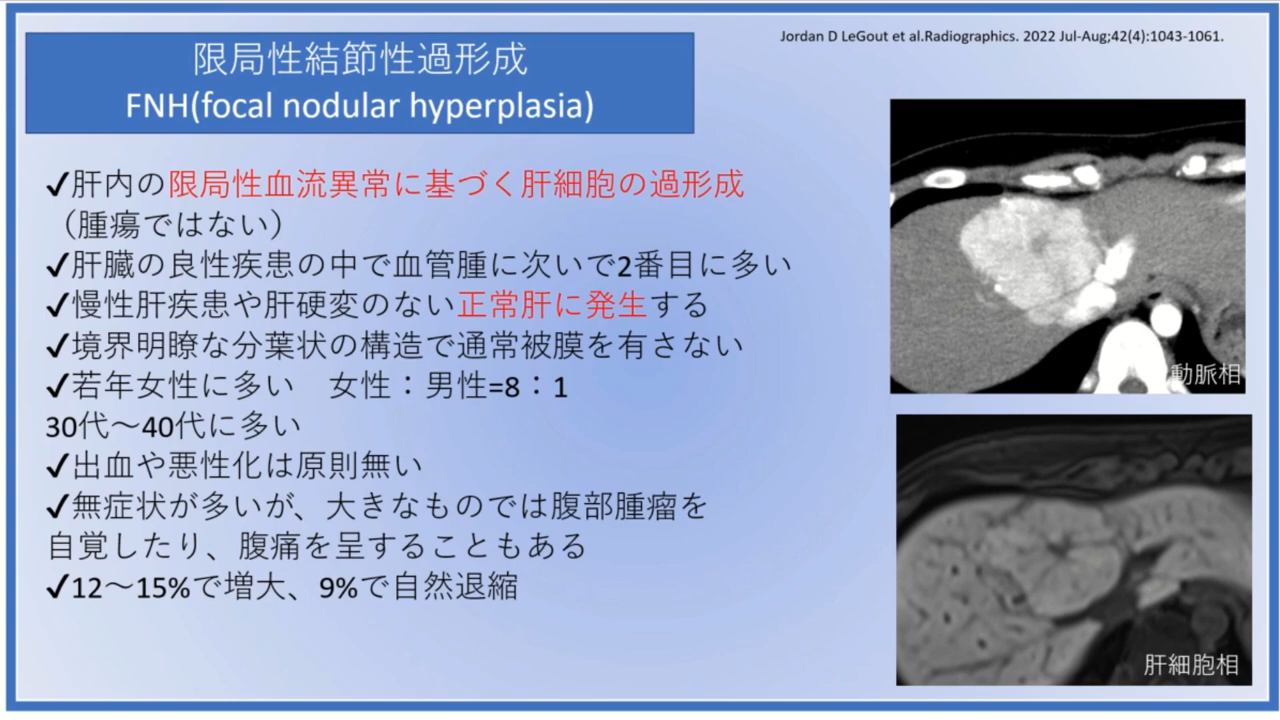 Jordan D LeGout et al.Radiographics. 2022 Jul-Aug;42(4):1043-1061.
限局性結節性過形成
FNH(focal nodular hyperplasia)
✓肝内の限局性血流異常に基づく肝細胞の過形成
（腫瘍ではない）
✓肝臓の良性疾患の中で血管腫に次いで2番目に多い
✓慢性肝疾患や肝硬変のない正常肝に発生する
✓境界明瞭な分葉状の構造で通常被膜を有さない
✓若年女性に多い　女性：男性=8：1
30代～40代に多い
✓出血や悪性化は原則無い
✓無症状が多いが、大きなものでは腹部腫瘤を
自覚したり、腹痛を呈することもある
✓12～15%で増大、9%で自然退縮
動脈相
肝細胞相